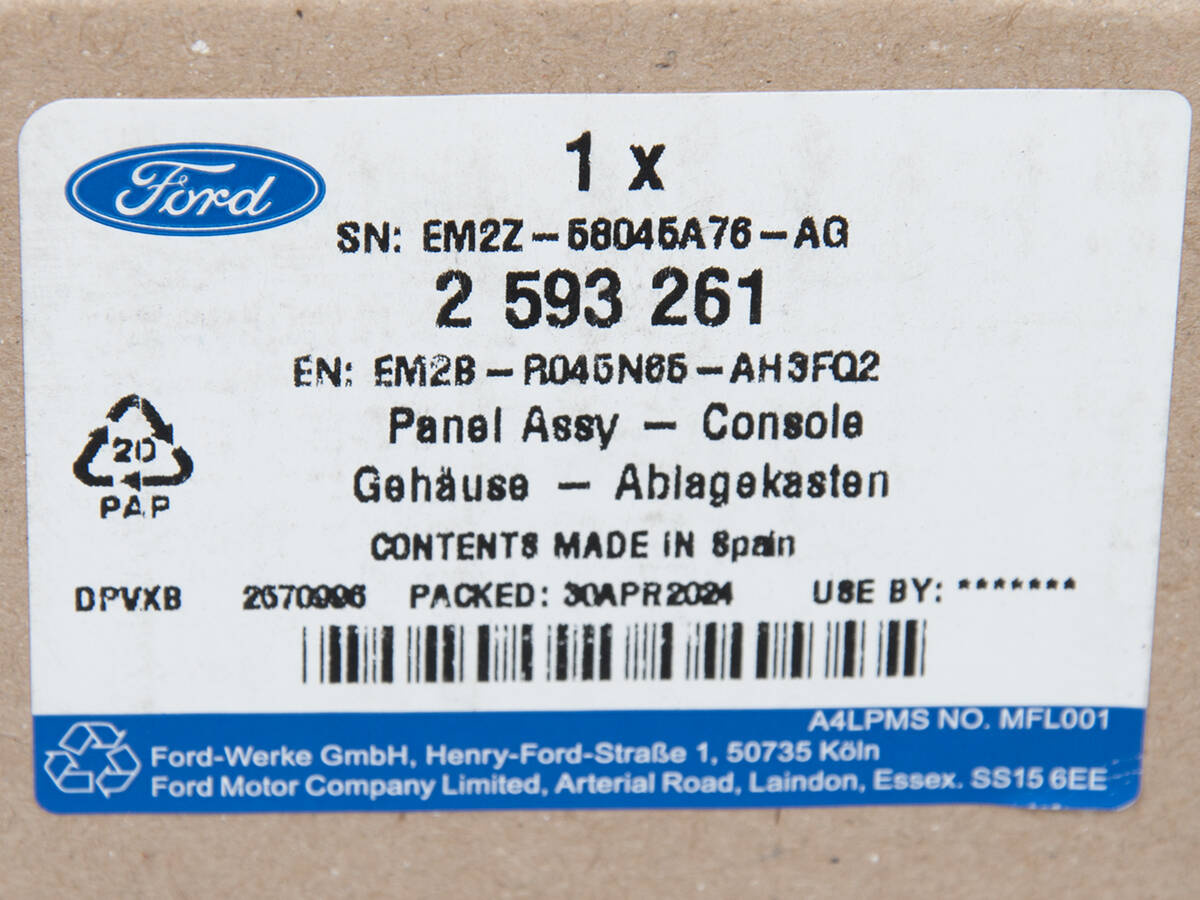 Ford
1 x
SN: EM2Z-58045A76-AG
2 593 261
EN: EM2B-R045N65-AH3FQ2
Panel Assy - Console
Gehäuse - Ablagekasten
20
PAP
CONTENTS MADE IN Spain
DPVXB 2570996 PACKED: 30APR2024 USE BY: *******
A4LPMS NO. MFL001
Ford-Werke GmbH, Henry-Ford-Straße 1, 50735 Köln
Ford Motor Company Limited, Arterial Road, Laindon, Essex. SS15 6EE